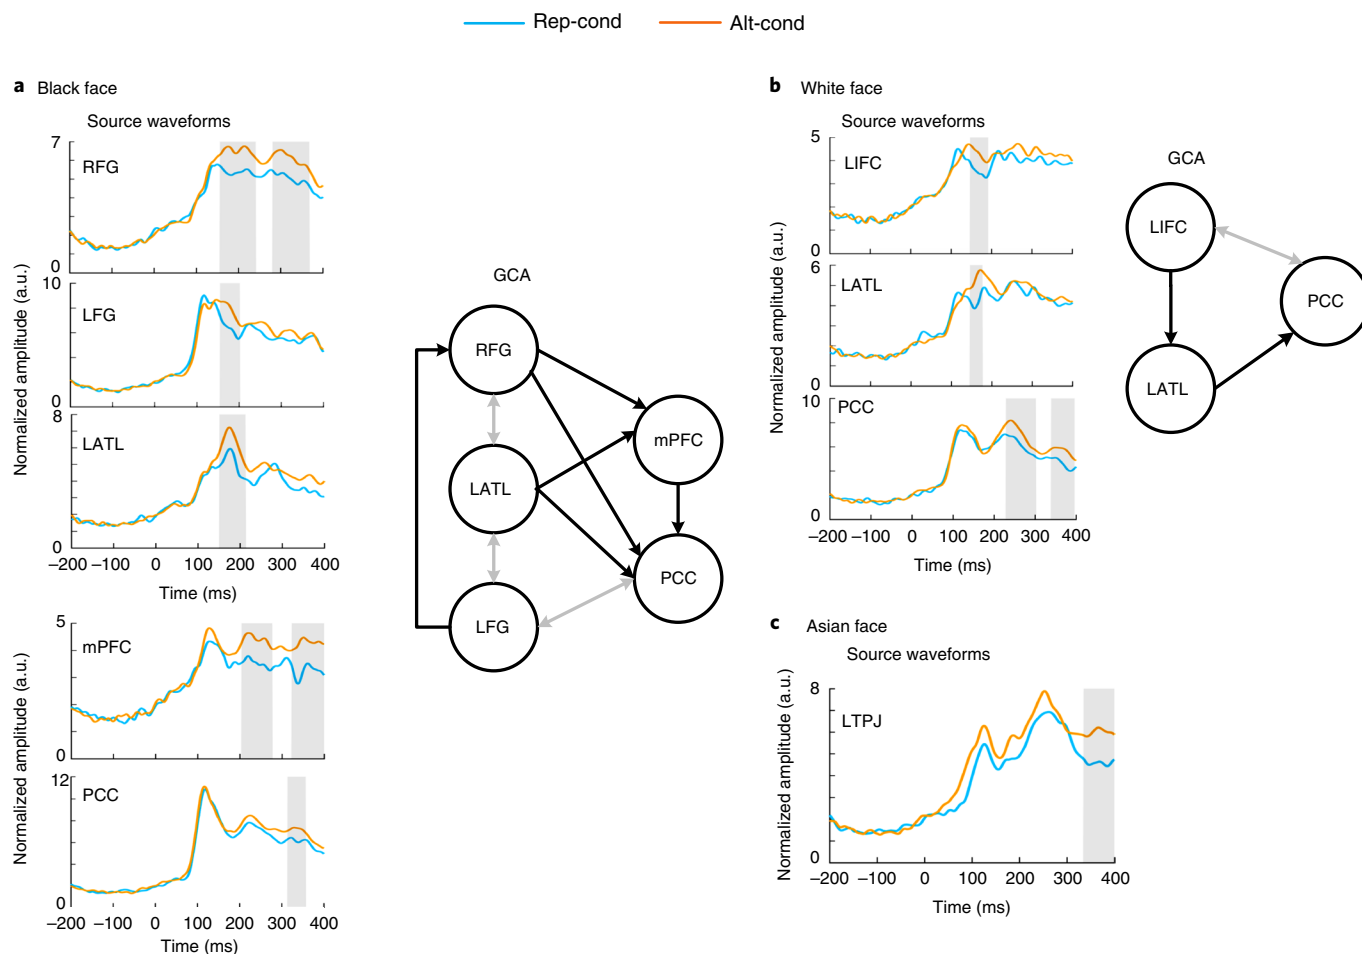 Rep-cond Alt-cond
a Black face
Source waveforms
Normalized amplitude (a.u.)
7
RFG
0
10
LFG
0
8
LATL
0
−200 −100 0 100 200 300 400
Time (ms)
Normalized amplitude (a.u.)
5
mPFC
0
12
PCC
0
−200 −100 0 100 200 300 400
Time (ms)
GCA
RFG
mPFC
LATL
PCC
LFG
b White face
Source waveforms
Normalized amplitude (a.u.)
5
LIFC
0
6
LATL
0
10
PCC
0
−200 −100 0 100 200 300 400
Time (ms)
GCA
LIFC
PCC
LATL
c Asian face
Source waveforms
Normalized amplitude (a.u.)
8
LTPJ
0
−200 −100 0 100 200 300 400
Time (ms)